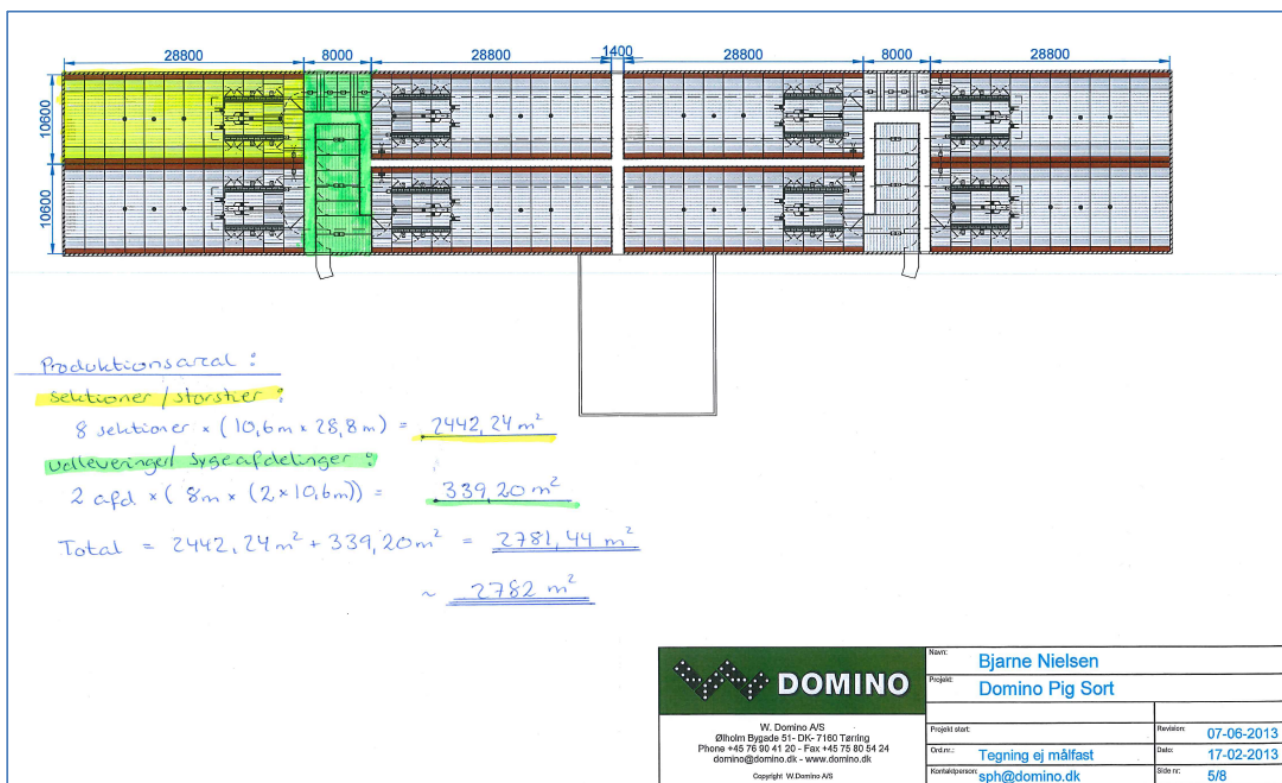 28800 8000 28800 1400 28800 8000 28800
10600
10600
Produktionsareal :
Sektioner / storstier :
8 sektioner x (10,6m x 28,8m) = 2442,24 m²
Udleveringer/ Sygeafdelinger :
2 afd x ( 8m x (2x10,6m)) = 339,20 m²
Total = 2442,24 m² + 339,20 m² = 2781,44 m²
~ 2782 m²
DOMINO
W. Domino A/S
Ølholm Bygade 51- DK- 7160 Tørring
Phone +45 76 90 41 20 - Fax +45 75 80 54 24
domino@domino.dk - www.domino.dk
Copyright W.Domino A/S
Navn: Bjarne Nielsen
Projekt: Domino Pig Sort
Projekt start: Revision: 07-06-2013
Ord.nr.: Tegning ej målfast Dato: 17-02-2013
Kontaktperson: sph@domino.dk Side nr: 5/8